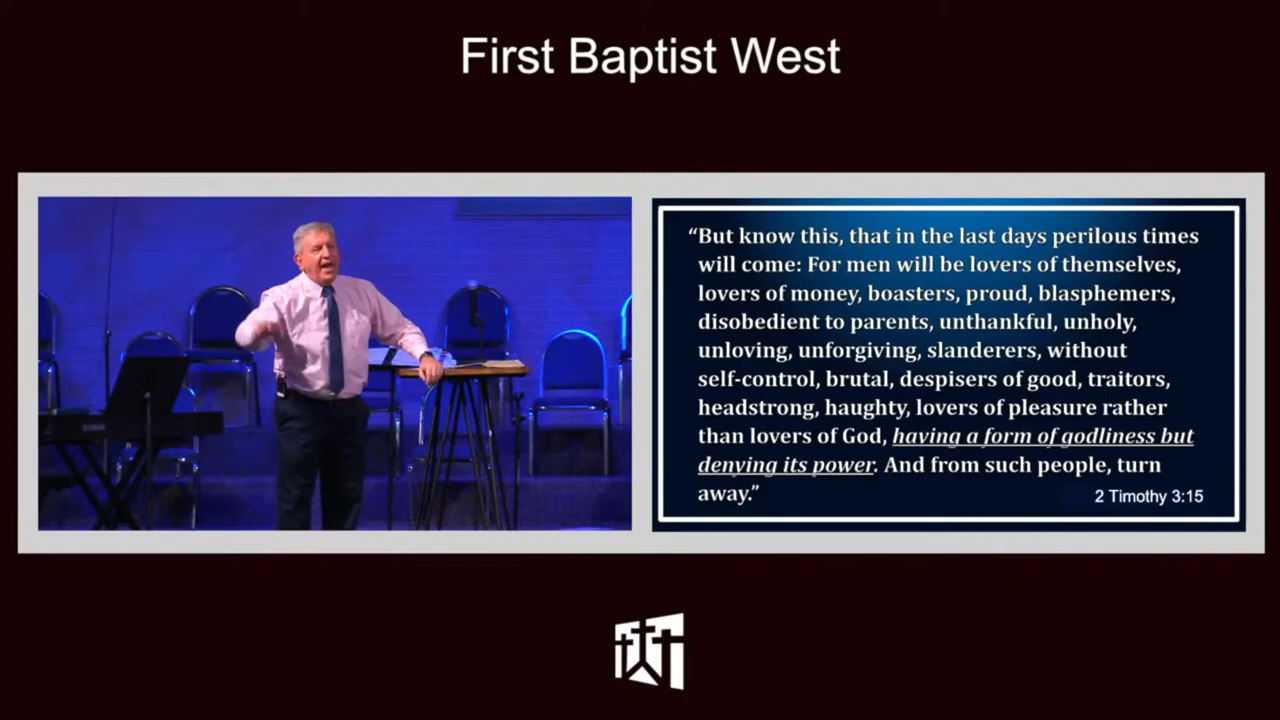 First Baptist West
“But know this, that in the last days perilous times
will come: For men will be lovers of themselves,
lovers of money, boasters, proud, blasphemers,
disobedient to parents, unthankful, unholy,
unloving, unforgiving, slanderers, without
self-control, brutal, despisers of good, traitors,
headstrong, haughty, lovers of pleasure rather
than lovers of God, having a form of godliness but
denying its power. And from such people, turn
away.”
2 Timothy 3:15